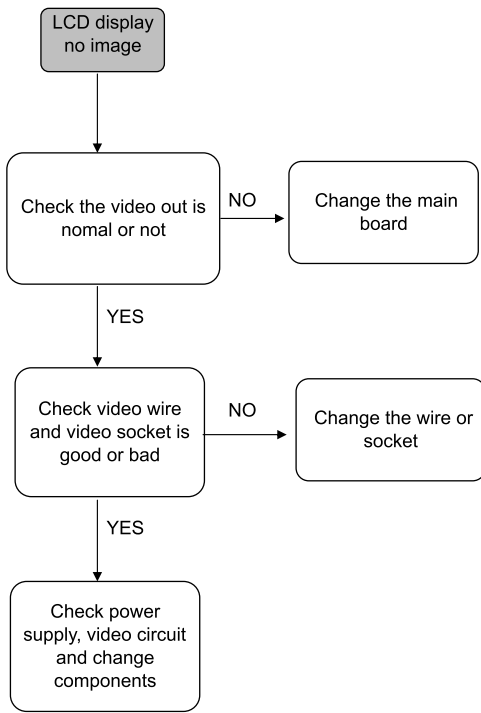 LCD display
no image
Check the video out is
nomal or not
NO
Change the main
board
YES
Check video wire
and video socket is
good or bad
NO
Change the wire or
socket
YES
Check power
supply, video circuit
and change
components